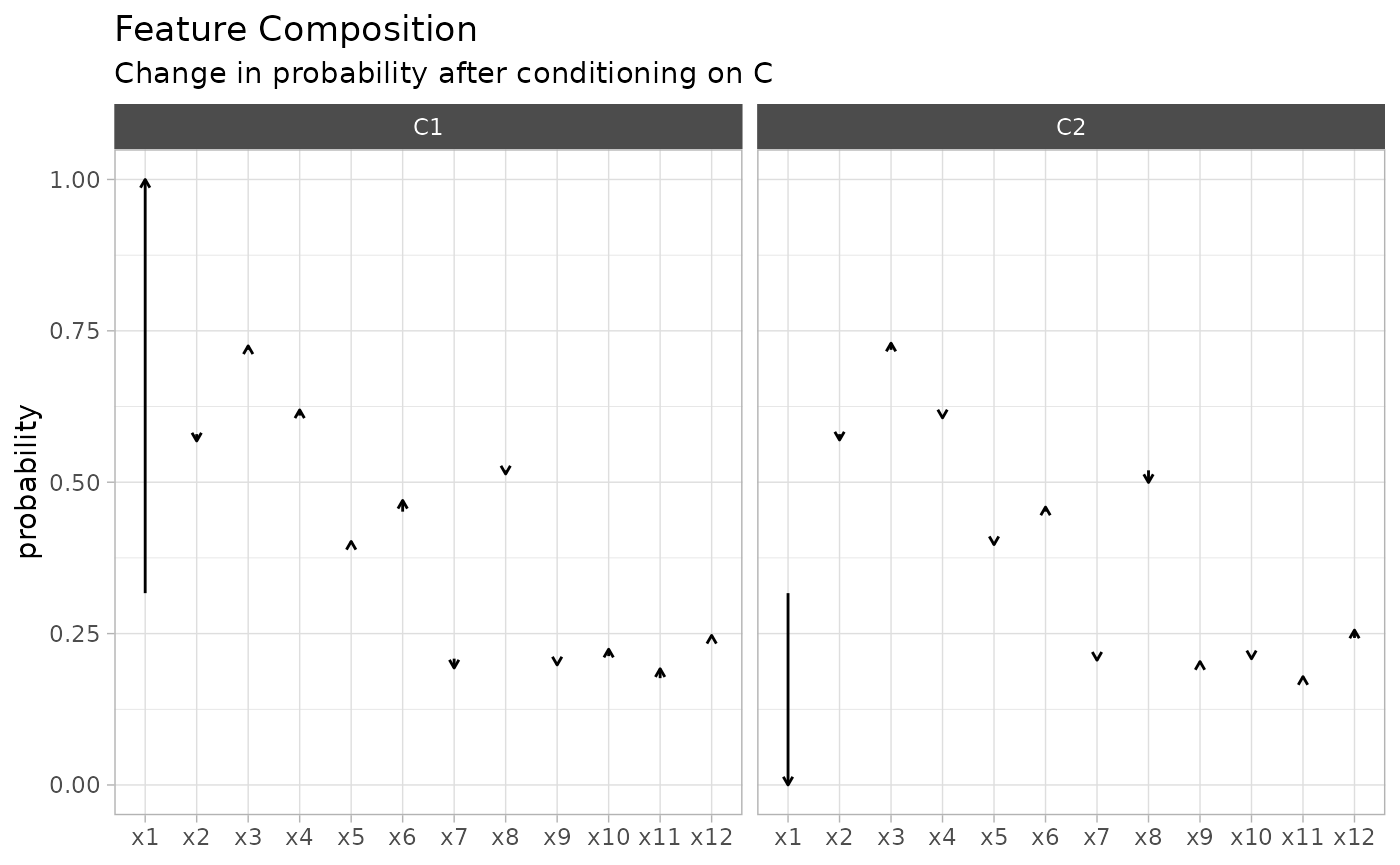 Feature Composition
Change in probability after conditioning on C
C1 C2
1.00
0.75
0.50
0.25
0.00
probability
x1 x2 x3 x4 x5 x6 x7 x8 x9 x10 x11 x12 x1 x2 x3 x4 x5 x6 x7 x8 x9 x10 x11 x12